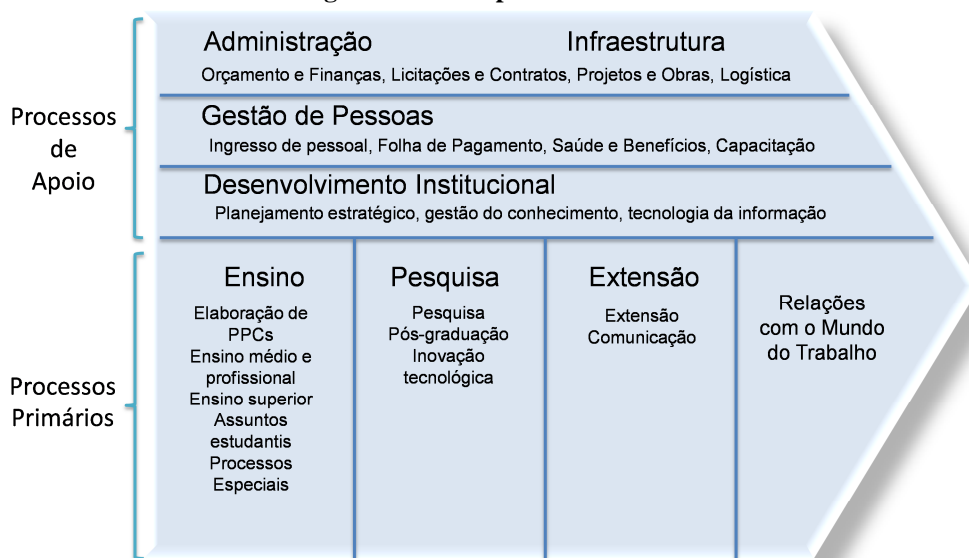 Administração Infraestrutura
Orçamento e Finanças, Licitações e Contratos, Projetos e Obras, Logística
Processos
de
Apoio
Gestão de Pessoas
Ingresso de pessoal, Folha de Pagamento, Saúde e Benefícios, Capacitação
Desenvolvimento Institucional
Planejamento estratégico, gestão do conhecimento, tecnologia da informação
Processos
Primários
Ensino
Elaboração de
PPCs
Ensino médio e
profissional
Ensino superior
Assuntos
estudantis
Processos
Especiais
Pesquisa
Pesquisa
Pós-graduação
Inovação
tecnológica
Extensão
Extensão
Comunicação
Relações
com o Mundo
do Trabalho